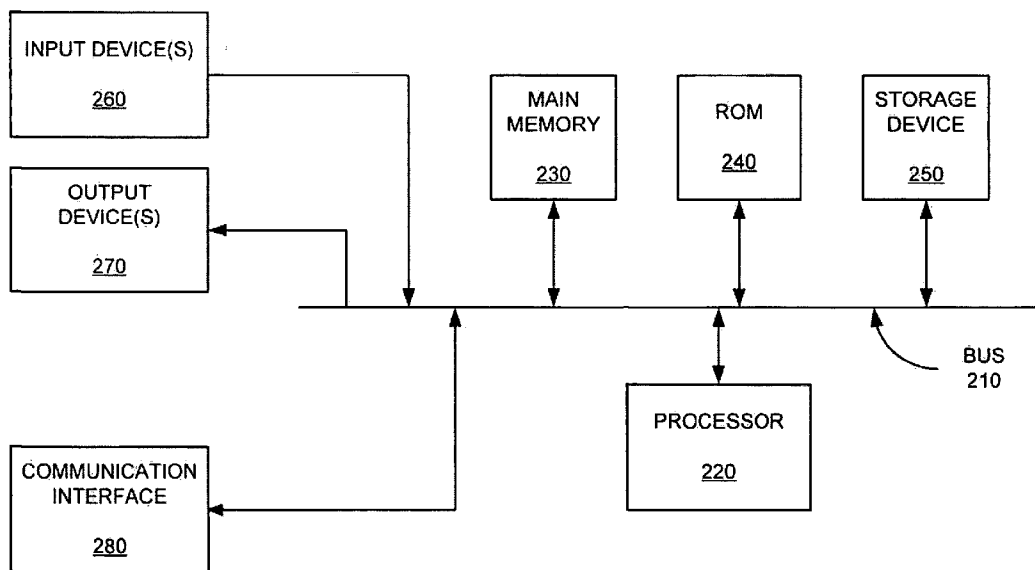 INPUT DEVICE(S)
260
OUTPUT
DEVICE(S)
270
MAIN
MEMORY
230
ROM
240
STORAGE
DEVICE
250
BUS
210
PROCESSOR
220
COMMUNICATION
INTERFACE
280